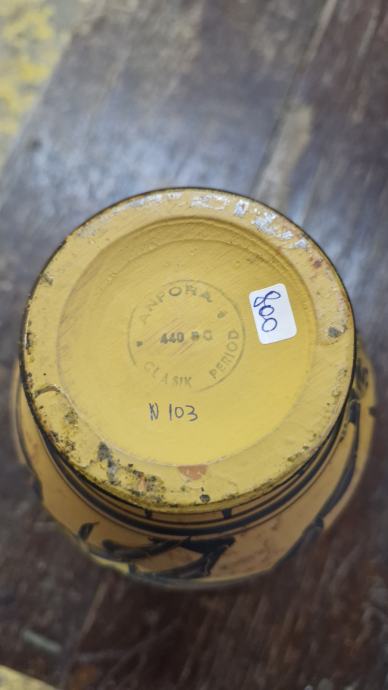 ANFORA
440 BC
CLASIK PERIOD
N 103
800